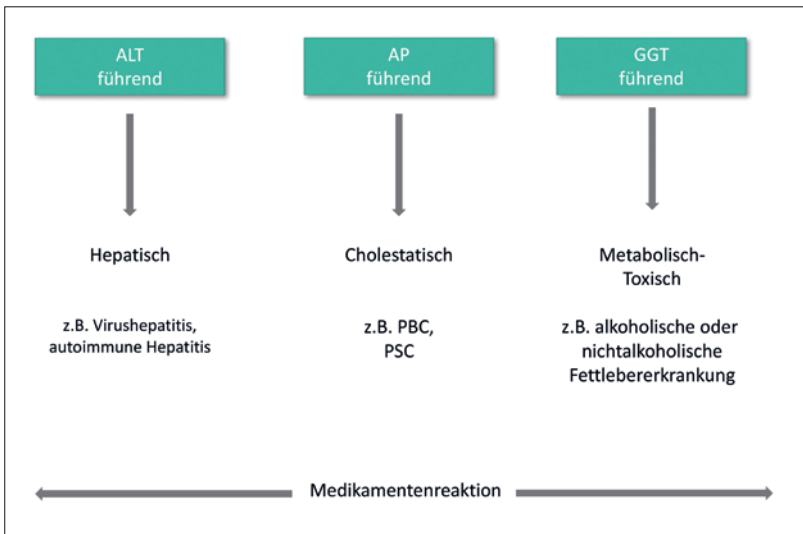 ALT
führend
AP
führend
GGT
führend
Hepatisch
Cholestatisch
Metabolisch-
Toxisch
z.B. Virushepatitis,
autoimmune Hepatitis
z.B. PBC,
PSC
z.B. alkoholische oder
nichtalkoholische
Fettlebererkrankung
Medikamentenreaktion